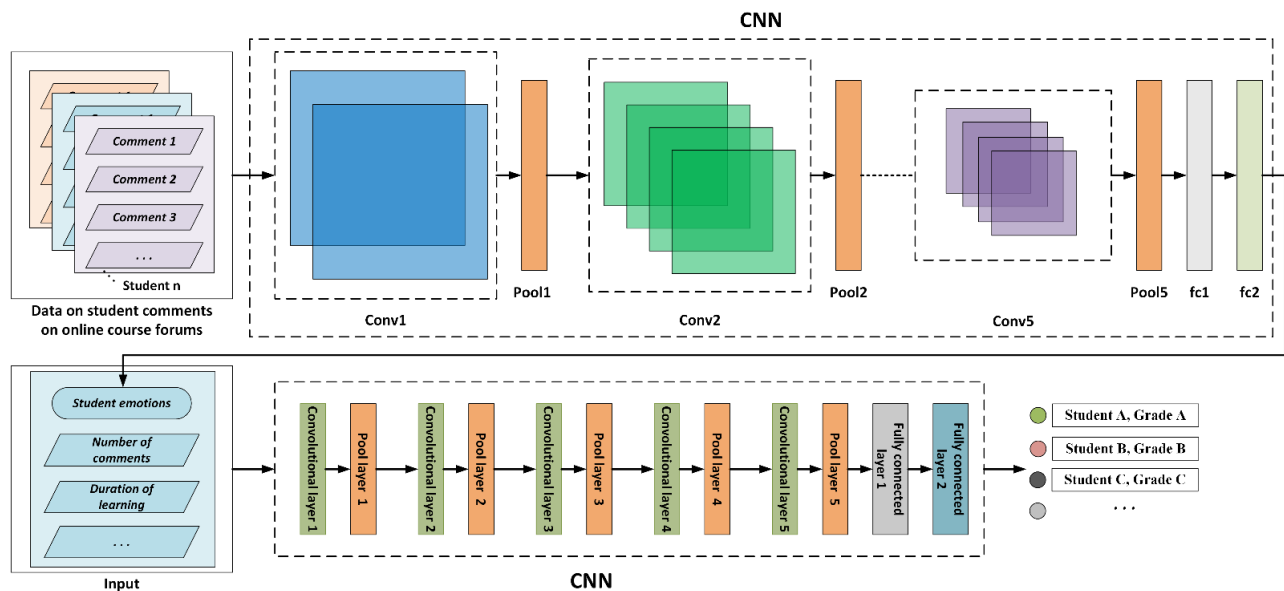 CNN
Comment 1
Comment 2
Comment 3
...
Student n
Data on student comments
on online course forums
Conv1
Pool1
Conv2
Pool2
Conv5
Pool5
fc1
fc2
Student emotions
Number of
comments
Duration of
learning
...
Input
Convolutional layer 1
Pool layer 1
Convolutional layer 2
Pool layer 2
Convolutional layer 3
Pool layer 3
Convolutional layer 4
Pool layer 4
Convolutional layer 5
Pool layer 5
Fully connected
layer 1
Fully connected
layer 2
CNN
Student A, Grade A
Student B, Grade B
Student C, Grade C
...